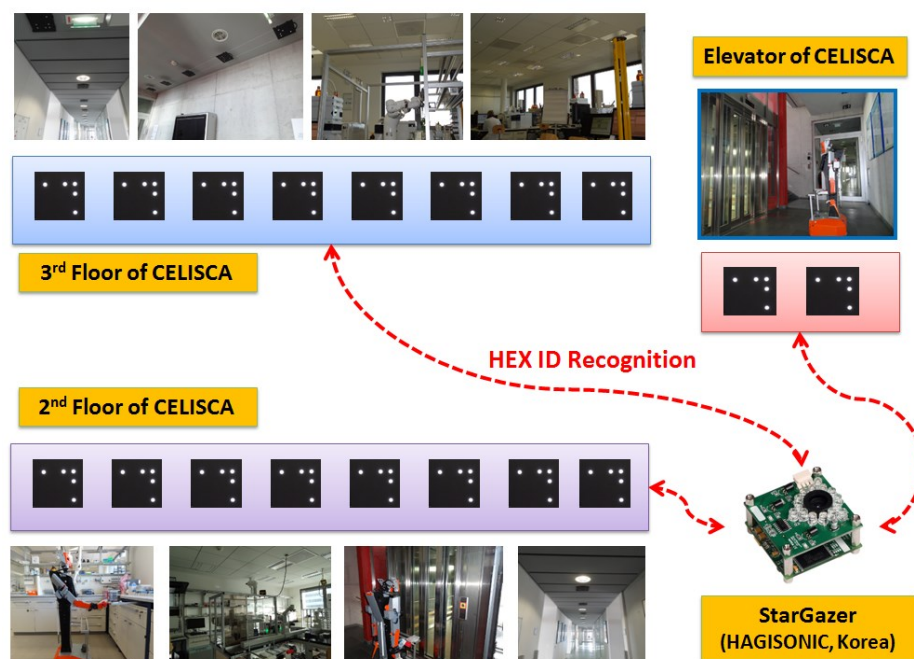 Elevator of CELISCA
3rd Floor of CELISCA
HEX ID Recognition
2nd Floor of CELISCA
StarGazer
(HAGISONIC, Korea)